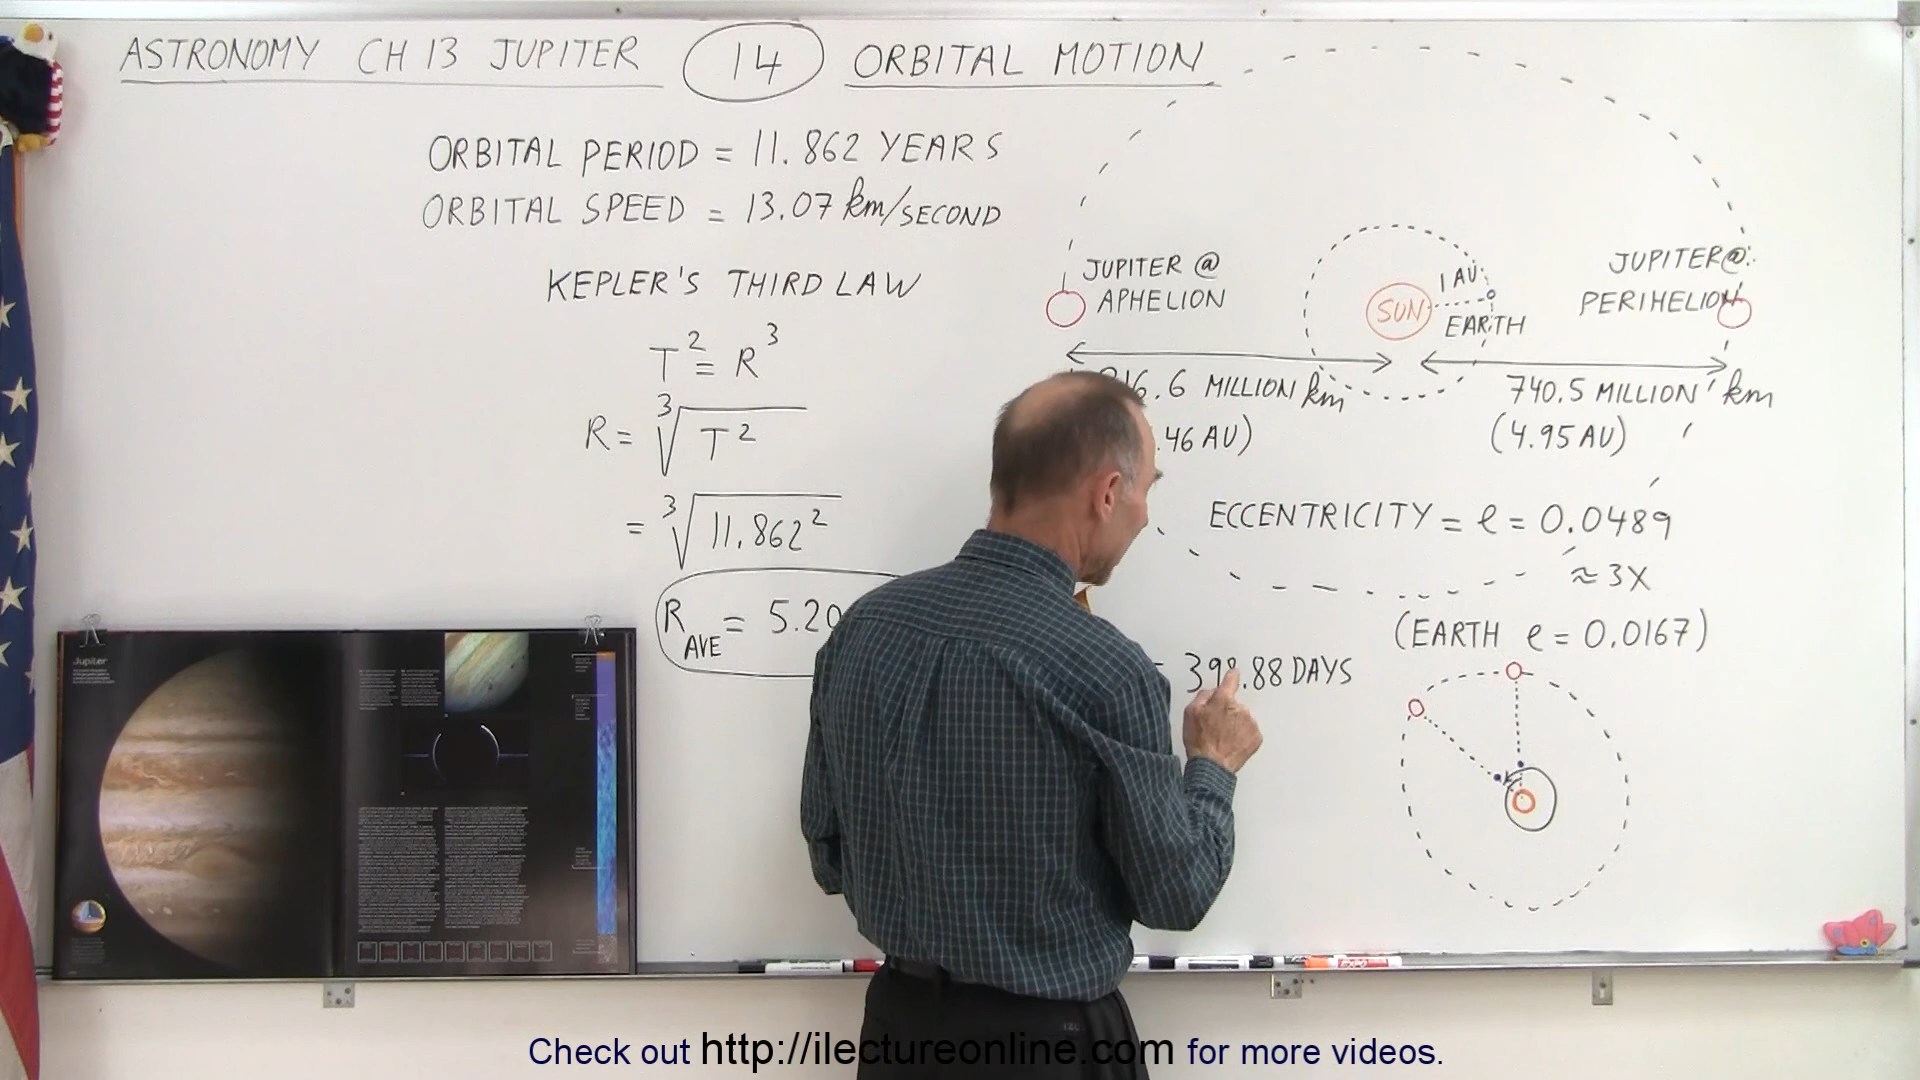 ASTRONOMY CH 13 JUPITER 14 ORBITAL MOTION
ORBITAL PERIOD = 11.862 YEARS
ORBITAL SPEED = 13.07 km/SECOND
KEPLER'S THIRD LAW
T² = R³
R = ∛T²
= ∛11.862²
R AVE = 5.20
JUPITER @
APHELION
SUN
1 AU
EARTH
JUPITER @
PERIHELION
16.6 MILLION km
.46 AU)
740.5 MILLION km
(4.95 AU)
ECCENTRICITY = e = 0.0489
≈ 3X
(EARTH e = 0.0167)
.88 DAYS
Jupiter
Check out http://ilectureonline.com for more videos.